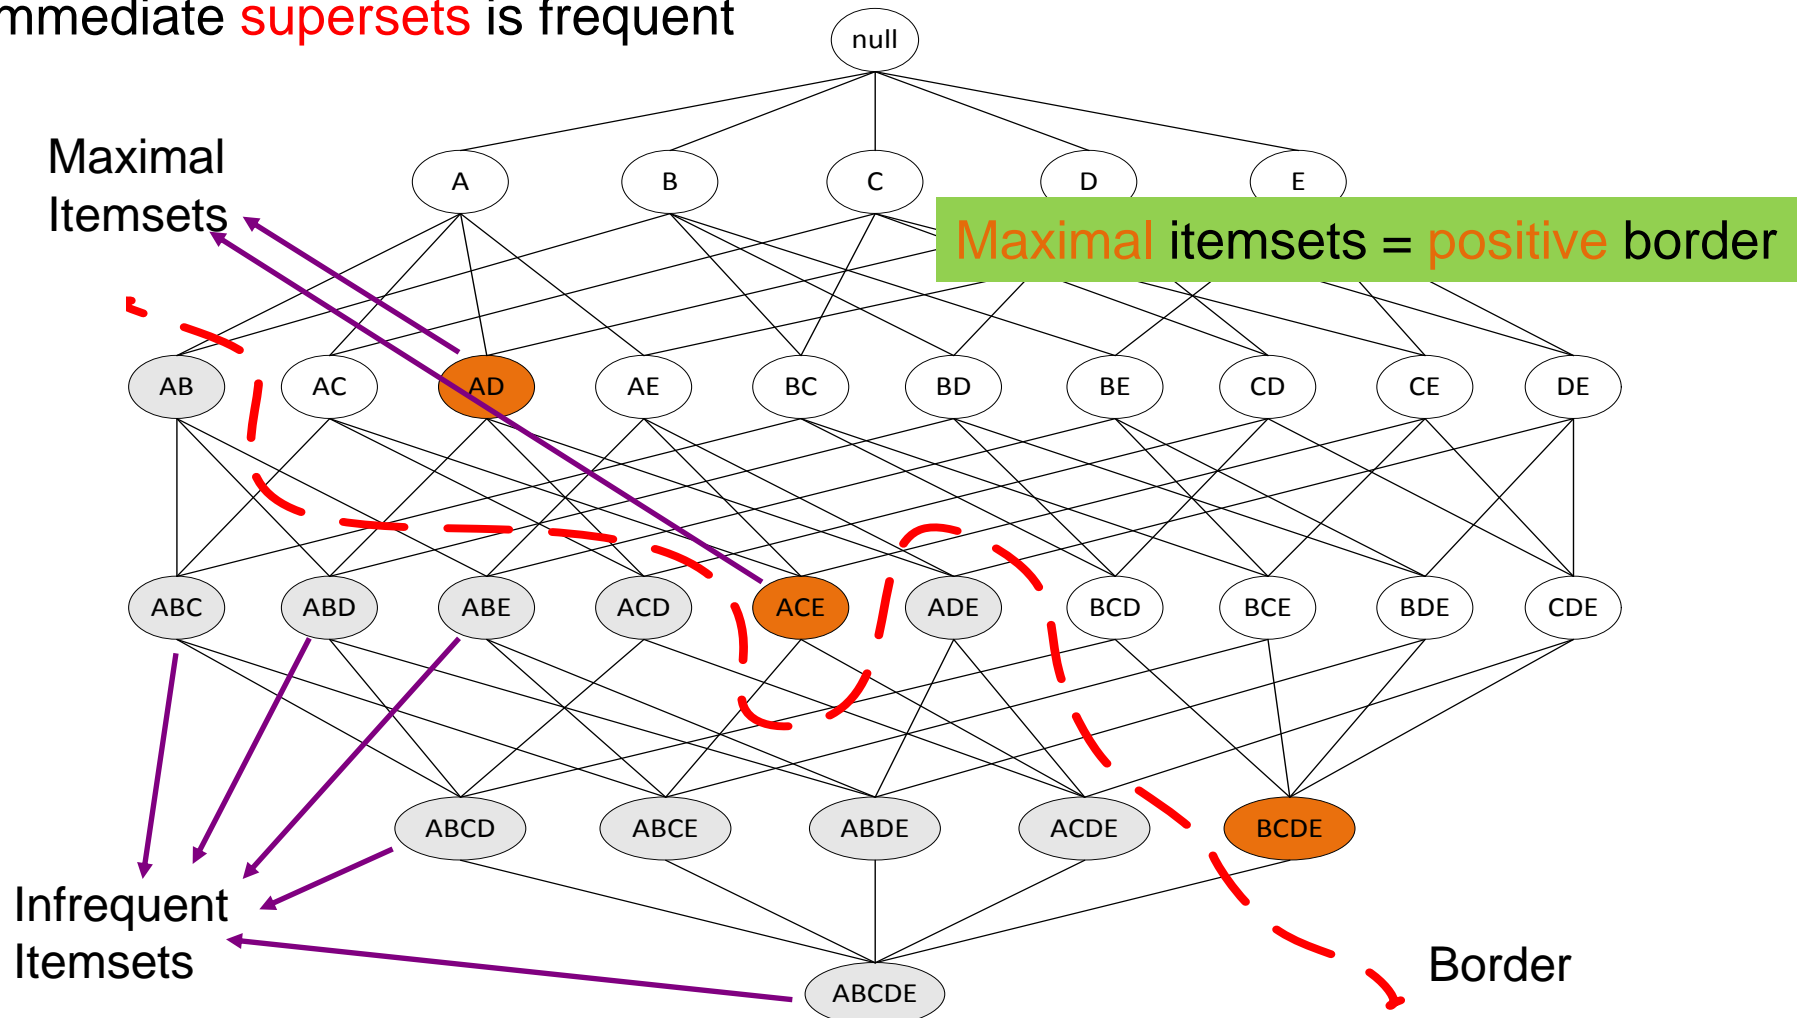 mmediate supersets is frequent
null
Maximal
Itemsets
A B C D E
Maximal itemsets = positive border
AB AC AD AE BC BD BE CD CE DE
ABC ABD ABE ACD ACE ADE BCD BCE BDE CDE
ABCD ABCE ABDE ACDE BCDE
Infrequent
Itemsets
Border
ABCDE